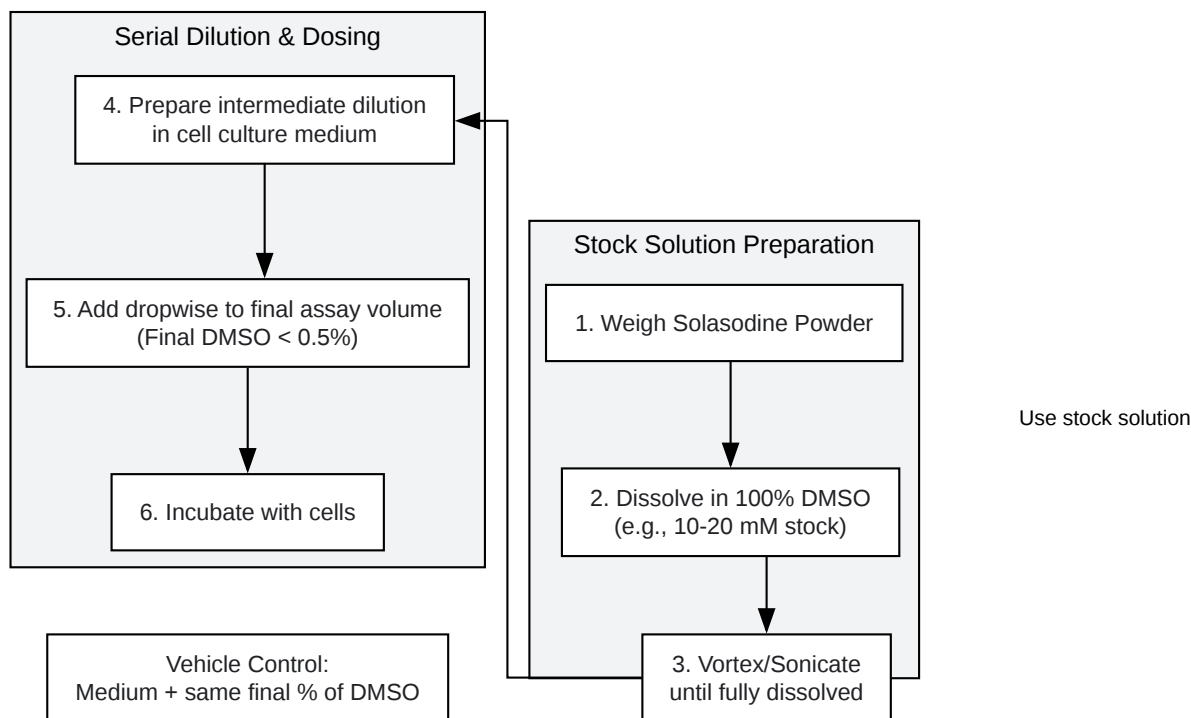 Serial Dilution & Dosing
4. Prepare intermediate dilution
in cell culture medium
5. Add dropwise to final assay volume
(Final DMSO < 0.5%)
6. Incubate with cells
Vehicle Control:
Medium + same final % of DMSO
Stock Solution Preparation
1. Weigh Solasodine Powder
2. Dissolve in 100% DMSO
(e.g., 10-20 mM stock)
3. Vortex/Sonicate
until fully dissolved
Use stock solution